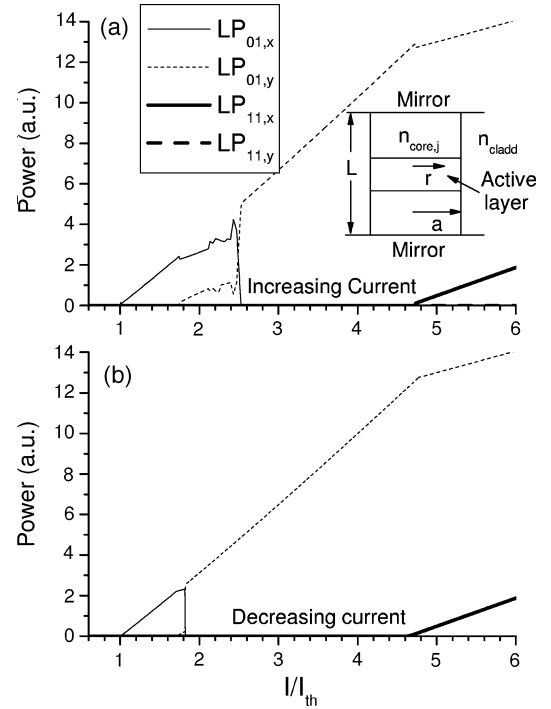 14
12
10
8
6
4
2
0
Power (a.u.)
(a)
LP01,x
LP01,y
LP11,x
LP11,y
Mirror
ncore,j
ncladd
L
r
Active
layer
a
Mirror
Increasing Current
1 2 3 4 5 6
14
12
10
8
6
4
2
0
Power (a.u.)
(b)
Decreasing current
1 2 3 4 5 6
I/Ith